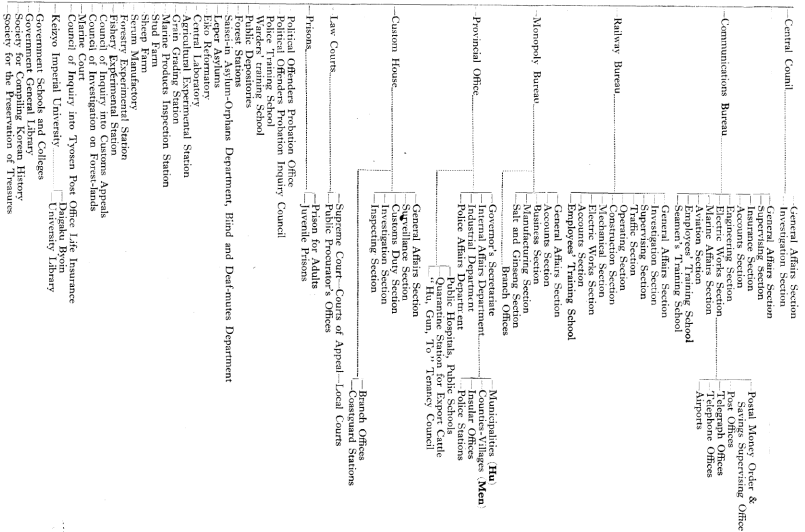 Central Counil
General Affairs Section
Investigation Section
Communications Bureau
General Affairs Section
Supervising Section
Insurance Section
Accounts Section
Engineering Section
Electric Works Section
Marine Affairs Section
Aviation Section
Employees' Training School
Seamen's Training School
Postal Money Order &
Savings Supervising Office
Post Offices
Telegraph Offices
Telephone Offices
Airports
Railway Bureau
General Affairs Section
Investigation Section
Supervising Section
Traffic Section
Operating Section
Construction Section
Mechanical Section
Electric Works Section
Accounts Section
Employees' Training School
Monopoly Bureau
General Affairs Section
Accounts Section
Business Section
Manufacturing Section
Salt and Ginseng Section
Branch Offices
Provincial Office
Governor's Secretariate
Internal Affairs Department
Industrial Department
Police Affairs Department
Municipalities (Hu)
Counties-Villages (Men)
Insular Offices
Police Stations
Public Hospitals, Public Schools
Quarantine Station for Export Cattle
"Hu, Gun, To" Tenancy Council
Custom House
General Affairs Section
Surveillance Section
Customs Duty Section
Investigation Section
Inspecting Section
Branch Offices
Coastguard Stations
Law Courts
Supreme Court—Courts of Appeal—Local Courts
Public Procurator's Offices
Prisons
Prison for Adults
Juvenile Prisons
Political Offenders Probation Office
Political Offenders Probation Inquiry Council
Police Training School
Warders' training School
Public Depositories
Forest Stations
Saisei-in Asylum-Orphans Department, Blind and Deaf-mutes Department
Leper Asylums
Eiko Reformatory
Central Laboratory
Agricultural Experimental Station
Grain Grading Station
Marine Products Inspection Station
Stud Farm
Sheep Farm
Serum Manufactory
Forestry Experimental Station
Fishery Experimental Station
Council of Inquiry into Customs Appeals
Council of Investigation on Forest-lands
Marine Court
Council of Inquiry into Tyosen Post Office Life Insurance
Keizyo Imperial University
Daigaku Byoin
University Library
Government Schools and Colleges
Government General Library
Society for Compiling Korean History
Society for the Preservation of Treasures